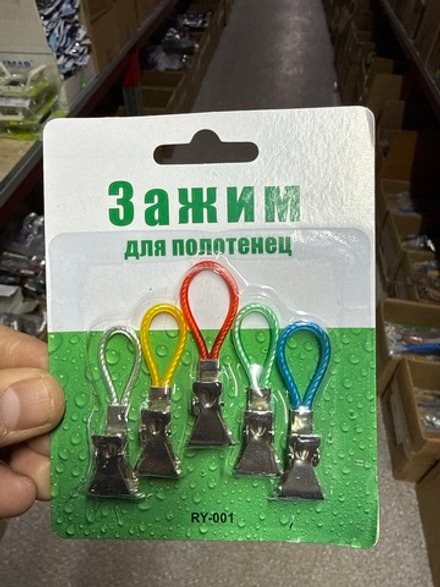 Зажим
для полотенец
RY-001